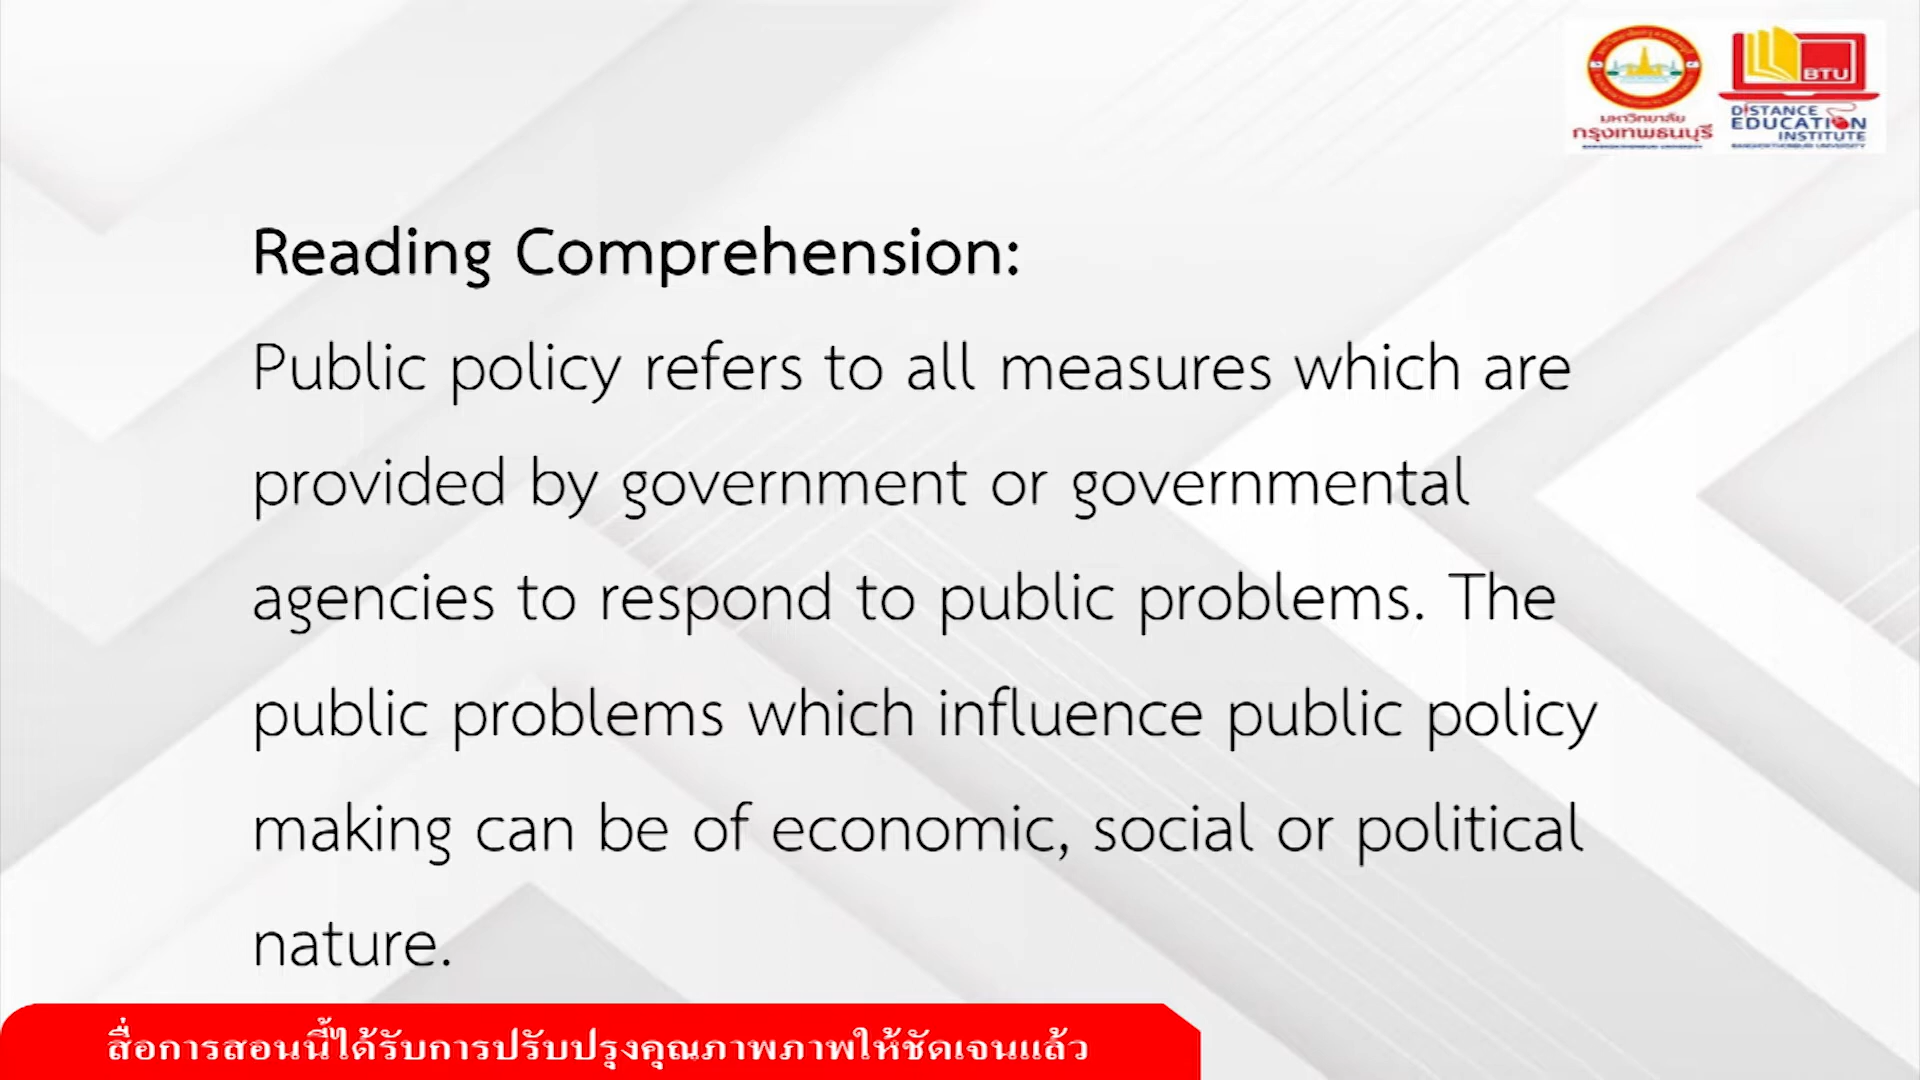 มหาวิทยาลัย
กรุงเทพธนบุรี
BANGKOKTHONBURI UNIVERSITY
BTU
DISTANCE
EDUCATION
INSTITUTE
BANGKOKTHONBURI UNIVERSITY
Reading Comprehension:
Public policy refers to all measures which are
provided by government or governmental
agencies to respond to public problems. The
public problems which influence public policy
making can be of economic, social or political
nature.
สื่อการสอนนี้ได้รับการปรับปรุงคุณภาพภาพให้ชัดเจนแล้ว